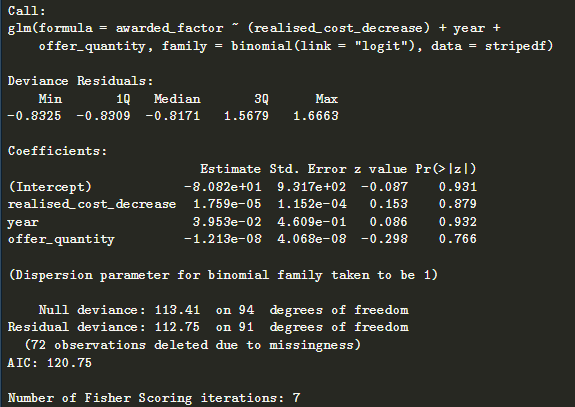 Call:
glm(formula = awarded_factor ~ (realised_cost_decrease) + year +
    offer_quantity, family = binomial(link = "logit"), data = stripedf)

Deviance Residuals:
    Min       1Q   Median       3Q      Max
-0.8325  -0.8309  -0.8171   1.5679   1.6663

Coefficients:
                         Estimate Std. Error z value Pr(>|z|)
(Intercept)            -8.082e+01  9.317e+02  -0.087    0.931
realised_cost_decrease  1.759e-05  1.152e-04   0.153    0.879
year                    3.953e-02  4.609e-01   0.086    0.932
offer_quantity         -1.213e-08  4.068e-08  -0.298    0.766

(Dispersion parameter for binomial family taken to be 1)

    Null deviance: 113.41  on 94  degrees of freedom
Residual deviance: 112.75  on 91  degrees of freedom
  (72 observations deleted due to missingness)
AIC: 120.75

Number of Fisher Scoring iterations: 7